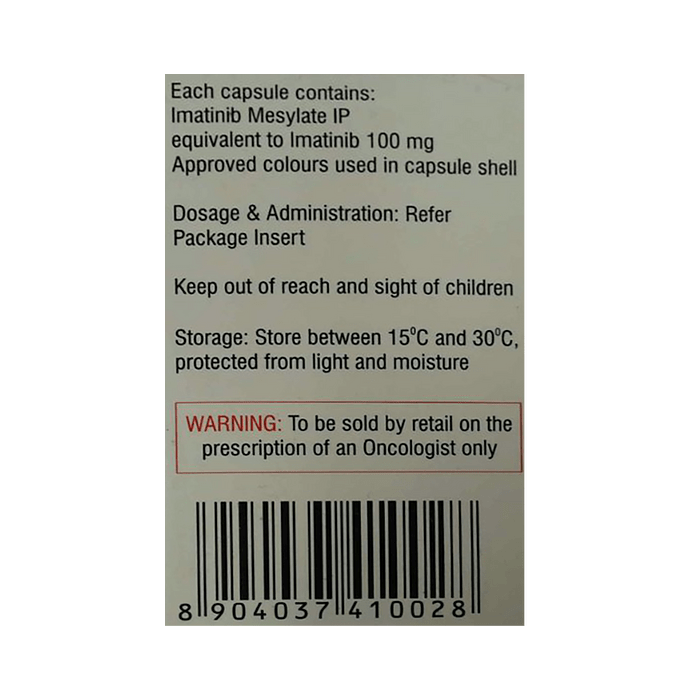 Each capsule contains:
Imatinib Mesylate IP
equivalent to Imatinib 100 mg
Approved colours used in capsule shell
Dosage & Administration: Refer
Package Insert
Keep out of reach and sight of children
Storage: Store between 15⁰C and 30⁰C,
protected from light and moisture
WARNING: To be sold by retail on the
prescription of an Oncologist only
8 904037 410028